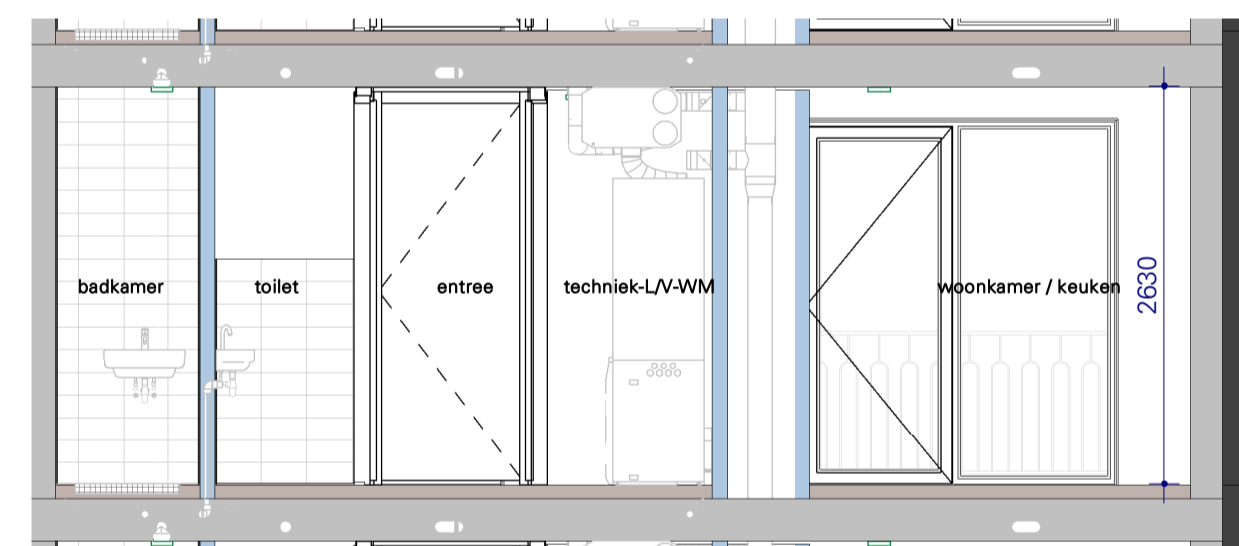 badkamer
toilet
entree
techniek-L/V-WM
woonkamer / keuken
2630